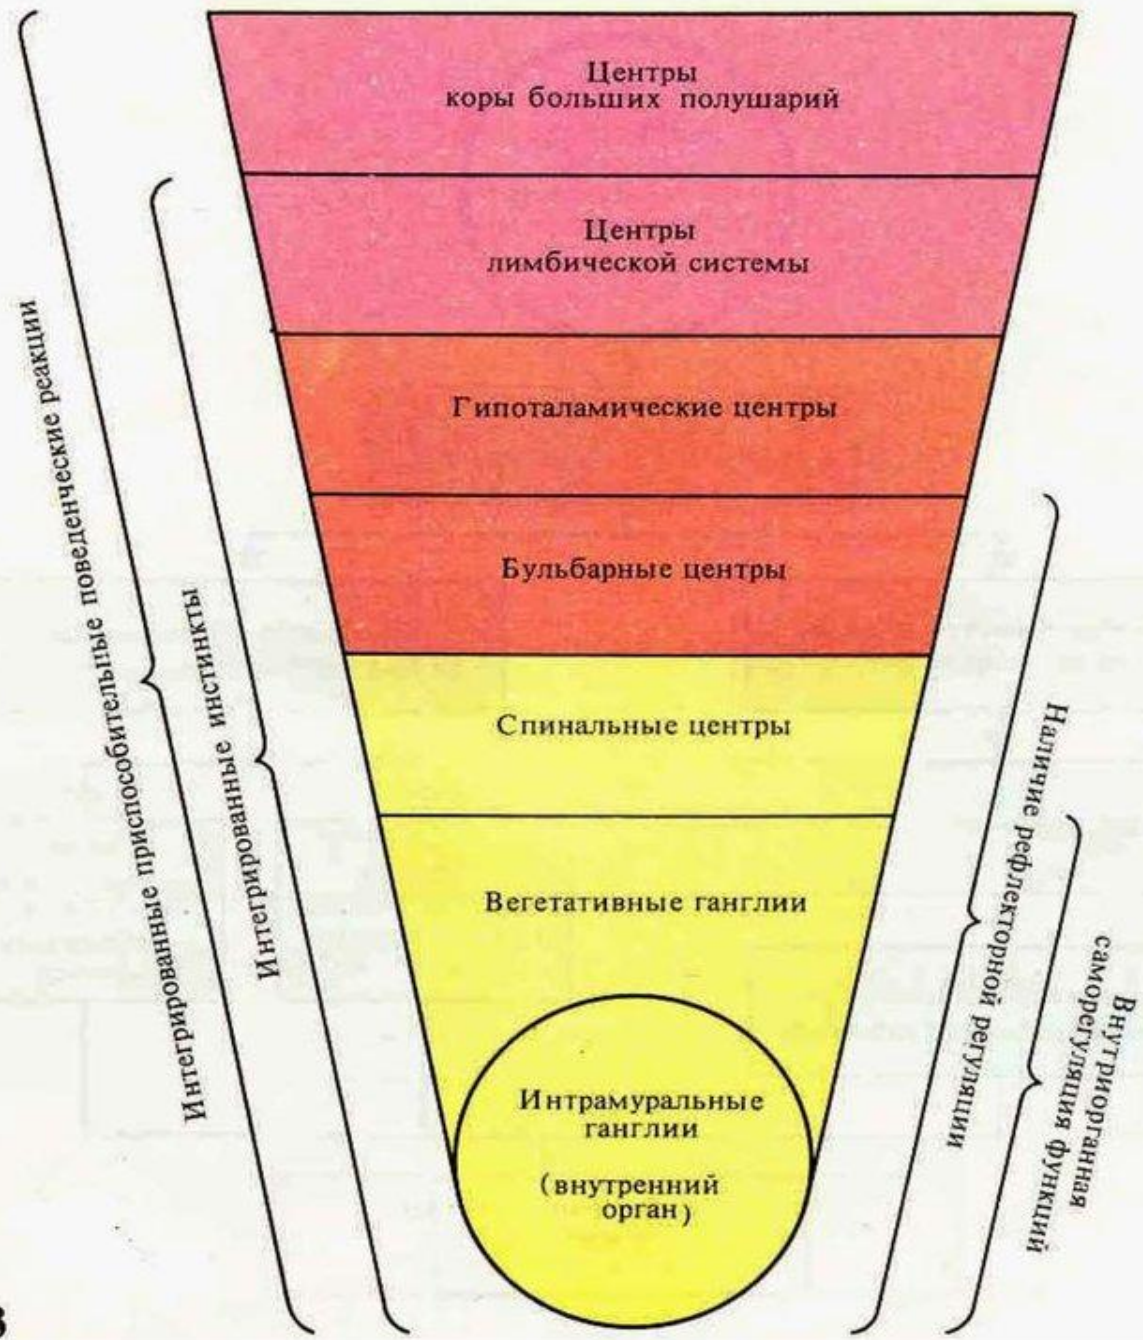 Центры
коры больших полушарий
Центры
лимбической системы
Гипоталамические центры
Бульбарные центры
Спинальные центры
Вегетативные ганглии
Интрамуральные
ганглии
(внутренний
орган)
Интегрированные приспособительные поведенческие реакции
Интегрированные инстинкты
Наличие рефлекторной регуляции
Внутриорганная
саморегуляция функций